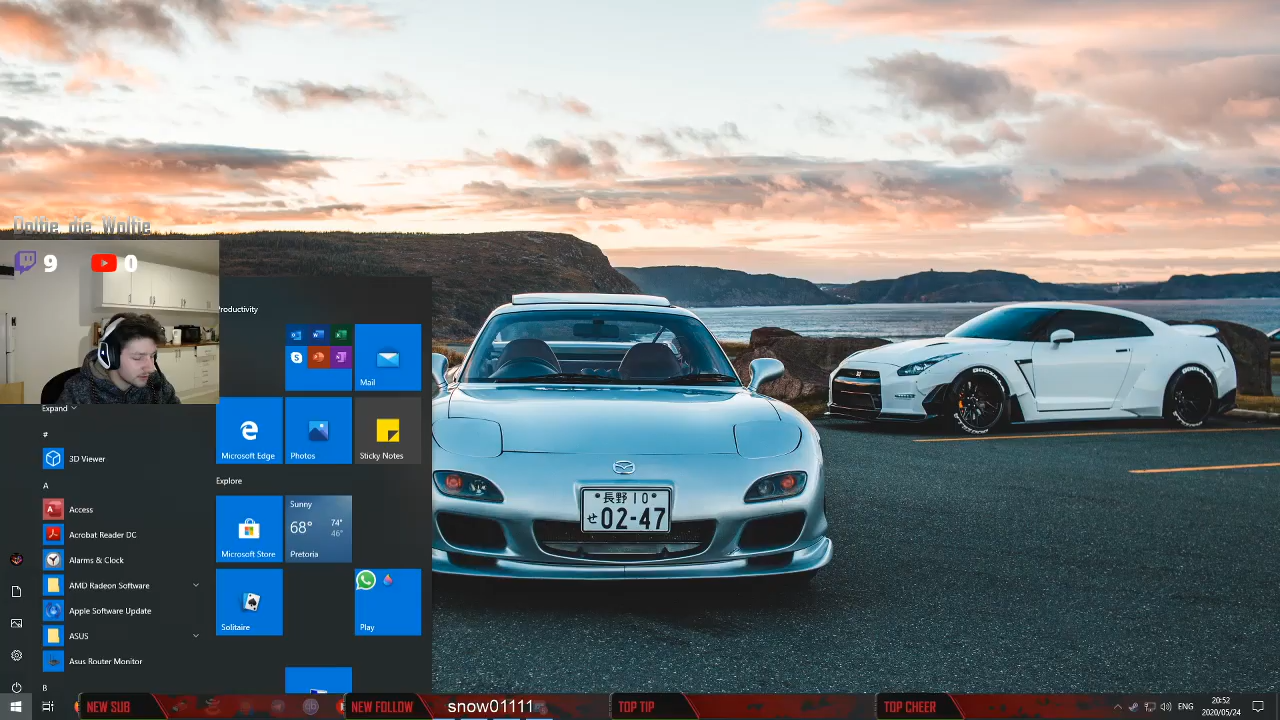 Dolfie die Wolfie
9
0
Productivity
Mail
Expand
#
3D Viewer
Microsoft Edge
Photos
Sticky Notes
A
Access
Acrobat Reader DC
Alarms & Clock
AMD Radeon Software
Apple Software Update
ASUS
Asus Router Monitor
B
Explore
Microsoft Store
Sunny
68°
74°
46°
Pretoria
Solitaire
Play
長野 10
せ 02-47
NEW SUB
NEW FOLLOW
snow01111
TOP TIP
TOP CHEER
ENG
20:52
2020/05/24